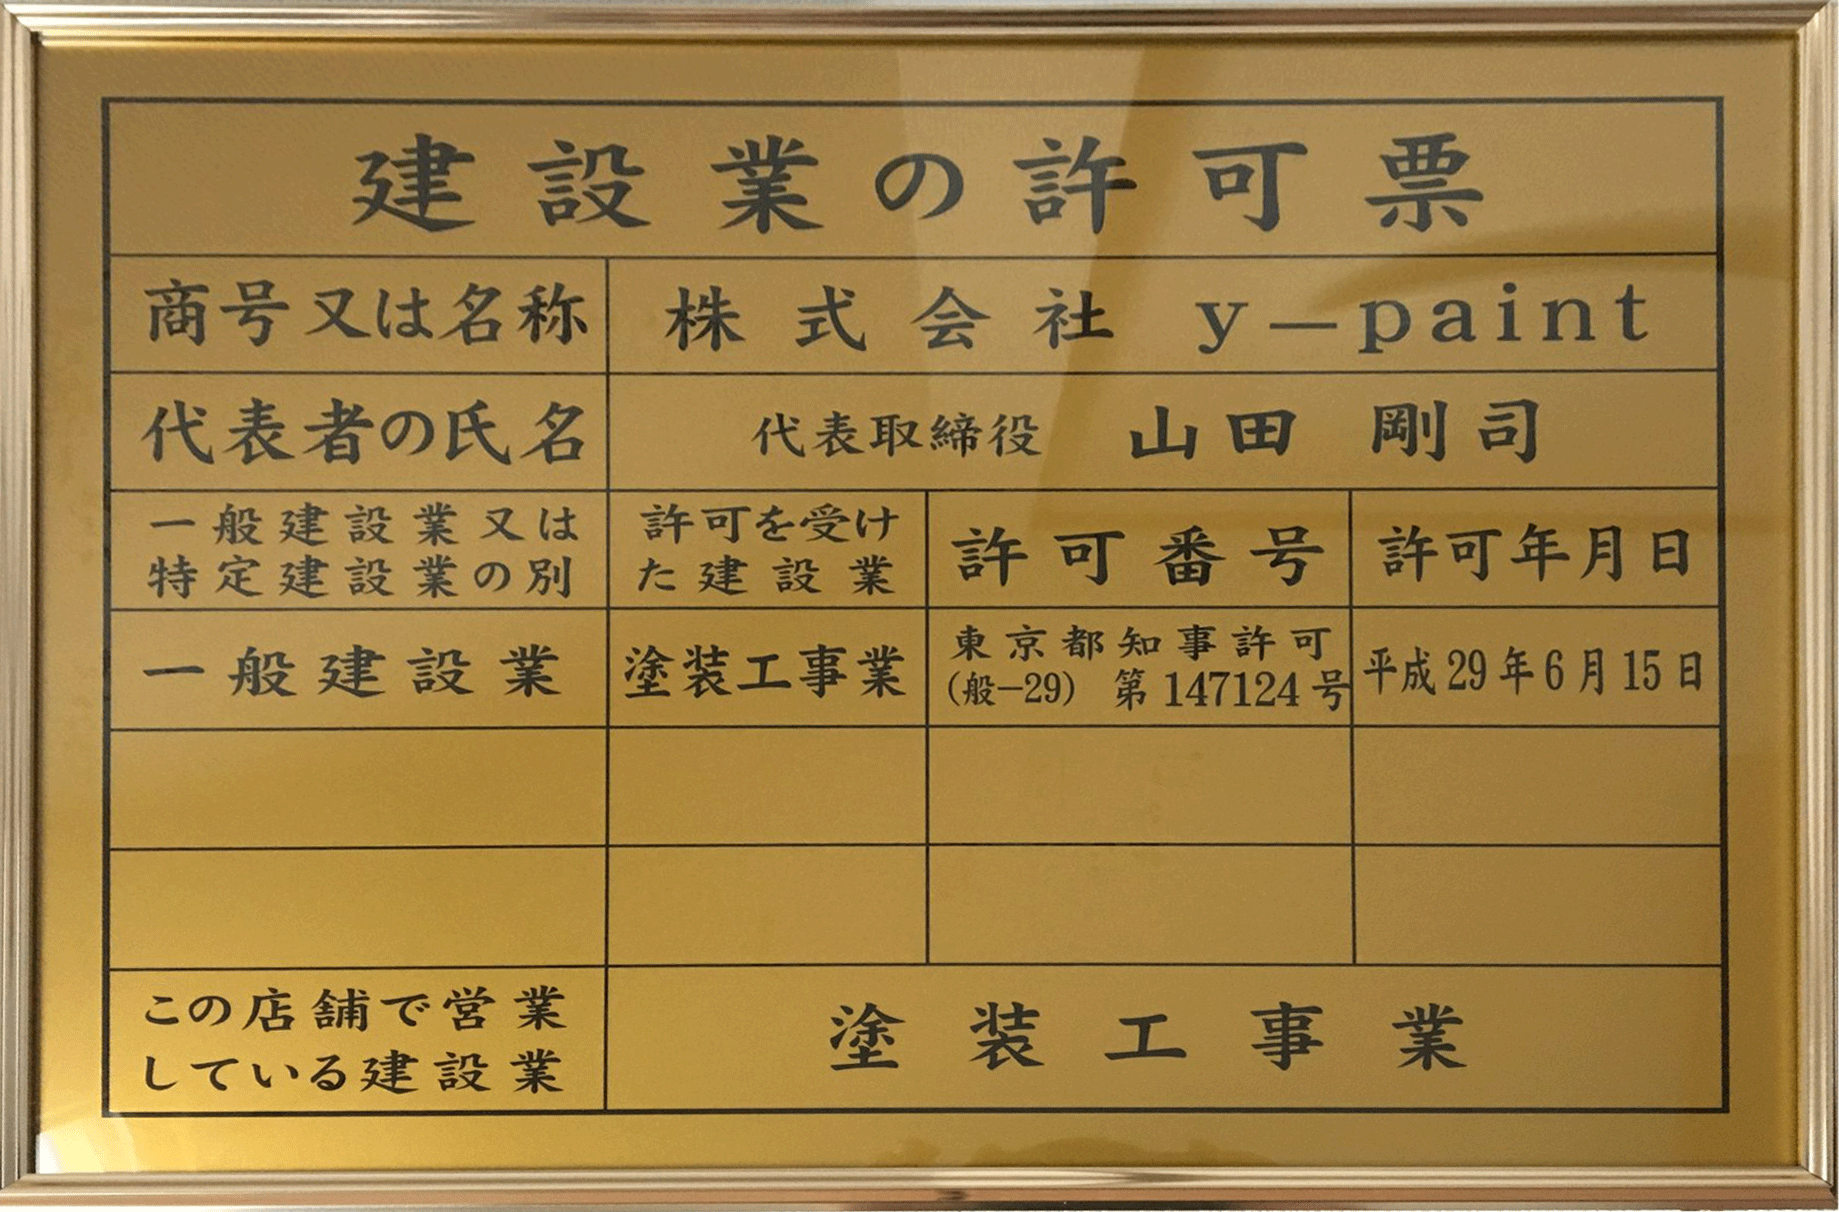 建設業の許可票
商号又は名称
株式会社 y－paint
代表者の氏名
代表取締役 山田 剛司
一般建設業又は
特定建設業の別
許可を受け
た建設業
許可番号
許可年月日
一般建設業
塗装工事業
東京都知事許可
(般－29) 第147124号
平成29年6月15日
この店舗で営業
している建設業
塗装工事業